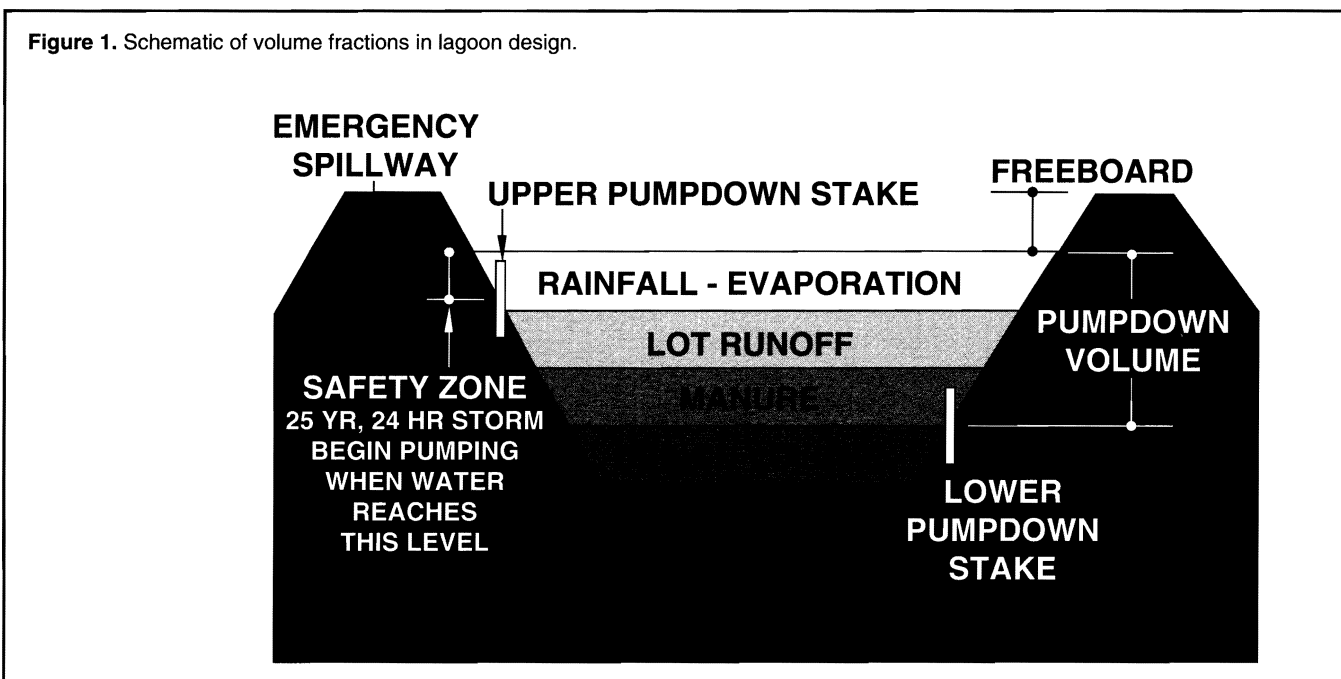 Figure 1. Schematic of volume fractions in lagoon design.
EMERGENCY
SPILLWAY
UPPER PUMPDOWN STAKE
FREEBOARD
RAINFALL - EVAPORATION
LOT RUNOFF
MANURE
PUMPDOWN
VOLUME
SAFETY ZONE
25 YR, 24 HR STORM
BEGIN PUMPING
WHEN WATER
REACHES
THIS LEVEL
LOWER
PUMPDOWN
STAKE